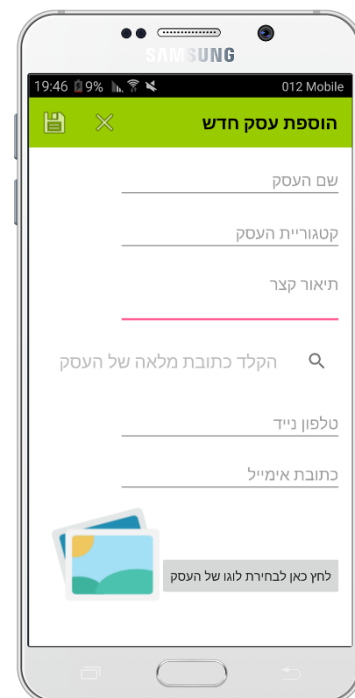 SAMSUNG
19:46 9% 012 Mobile
הוספת עסק חדש
שם העסק
קטגוריית העסק
תיאור קצר
הקלד כתובת מלאה של העסק
טלפון נייד
כתובת אימייל
לחץ כאן לבחירת לוגו של העסק